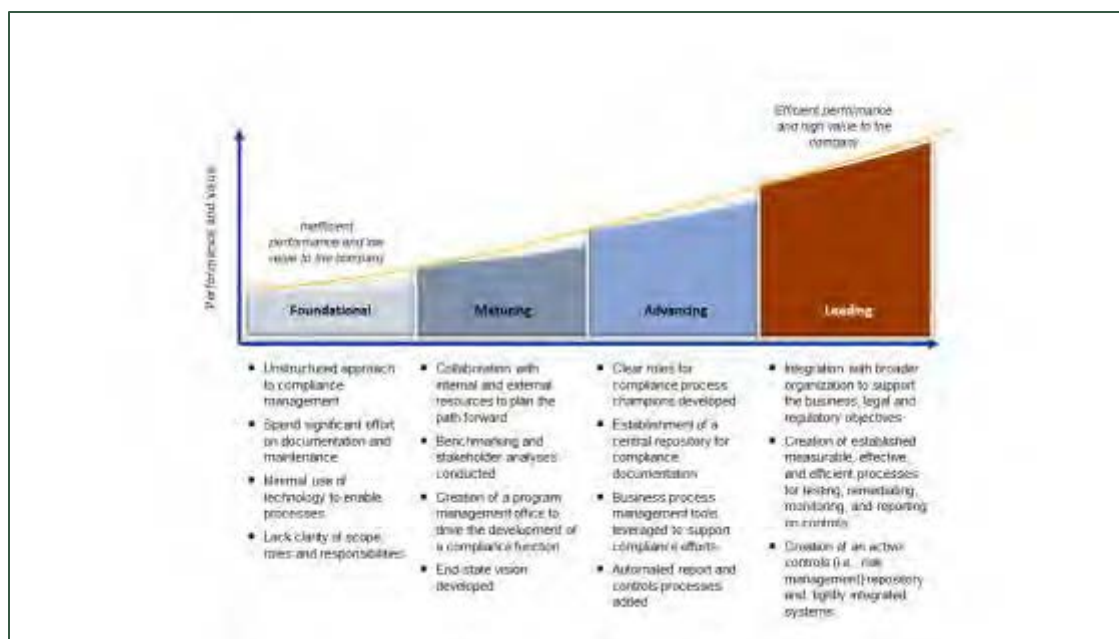 Performance and value
Inefficient
performance and low
value to the company
Efficient performance
and high value to the
company
Foundational
Maturing
Advancing
Leading
▪ Unstructured approach
to compliance
management
▪ Spend significant effort
on documentation and
maintenance
▪ Minimal use of
technology to enable
processes
▪ Lack clarity of scope,
roles and responsibilities
▪ Collaboration with
internal and external
resources to plan the
path forward
▪ Benchmarking and
stakeholder analyses
conducted
▪ Creation of a program
management office to
drive the development of
a compliance function
▪ End-state vision
developed
▪ Clear roles for
compliance process
champions developed
▪ Establishment of a
central repository for
compliance
documentation
▪ Business process
management tools
leveraged to support
compliance efforts
▪ Automated report and
controls processes
added
▪ Integration with broader
organization to support
the business, legal and
regulatory objectives
▪ Creation of established
measurable, effective,
and efficient processes
for testing, remediating,
monitoring, and reporting
on controls
▪ Creation of an active
controls (i.e., risk
management) repository
and, tightly integrated
systems